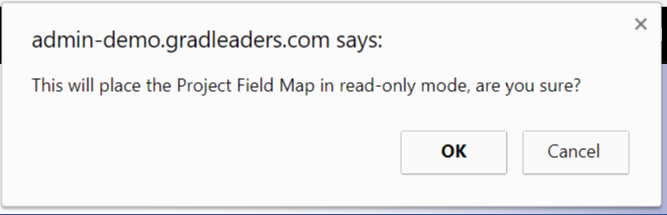 admin-demo.gradleaders.com says:
This will place the Project Field Map in read-only mode, are you sure?
OK
Cancel